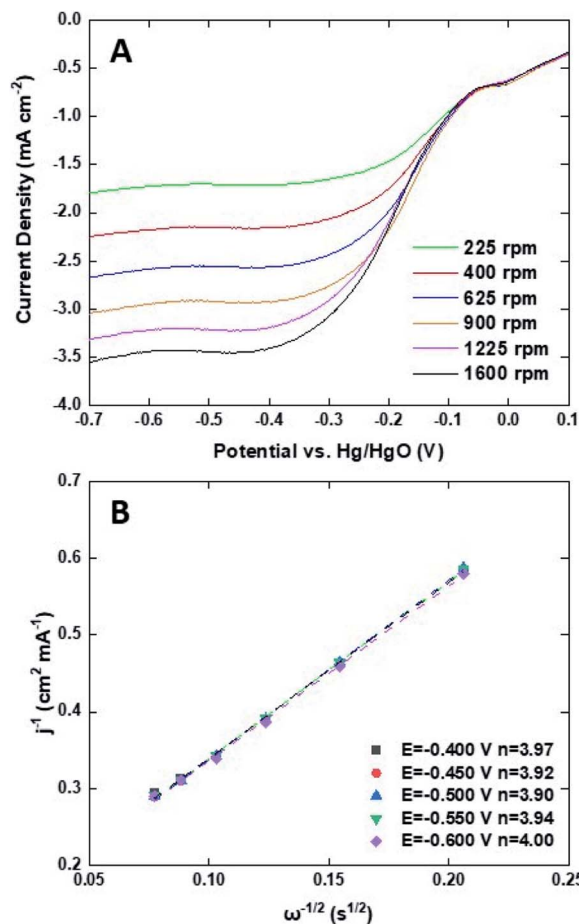 A
0.0
-0.5
-1.0
-1.5
-2.0
-2.5
-3.0
-3.5
-4.0
Current Density (mA cm⁻²)
225 rpm
400 rpm
625 rpm
900 rpm
1225 rpm
1600 rpm
-0.7 -0.6 -0.5 -0.4 -0.3 -0.2 -0.1 0.0 0.1
Potential vs. Hg/HgO (V)
B
0.7
0.6
0.5
0.4
0.3
0.2
j⁻¹ (cm² mA⁻¹)
E=-0.400 V n=3.97
E=-0.450 V n=3.92
E=-0.500 V n=3.90
E=-0.550 V n=3.94
E=-0.600 V n=4.00
0.05 0.10 0.15 0.20 0.25
ω⁻¹/² (s¹/²)